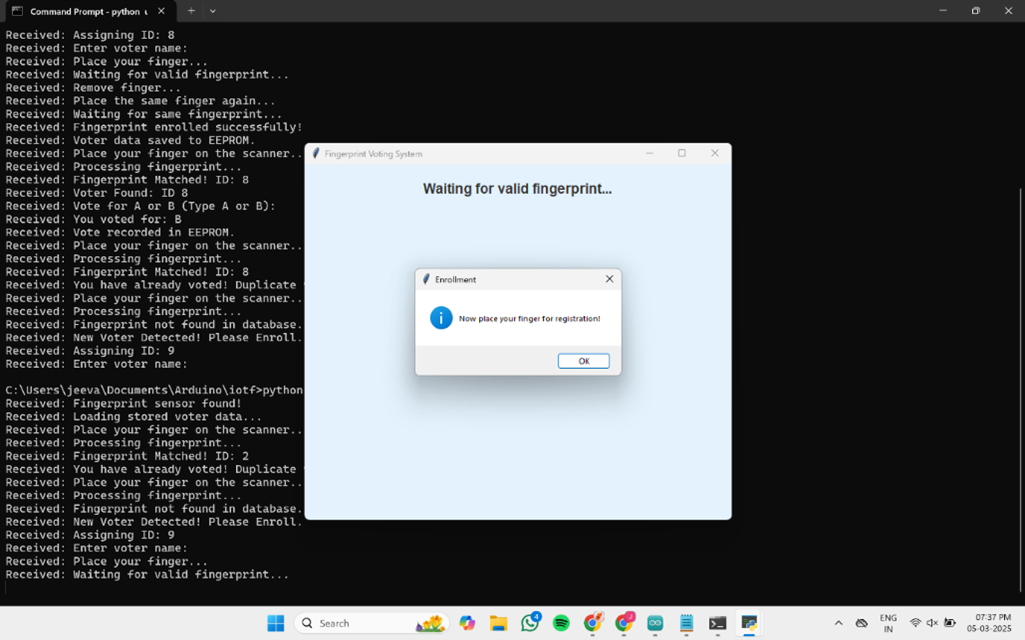 Command Prompt - python u
Received: Assigning ID: 8
Received: Enter voter name:
Received: Place your finger...
Received: Waiting for valid fingerprint...
Received: Remove finger...
Received: Place the same finger again...
Received: Waiting for same fingerprint...
Received: Fingerprint enrolled successfully!
Received: Voter data saved to EEPROM.
Received: Place your finger on the scanner..
Received: Processing fingerprint...
Received: Fingerprint Matched! ID: 8
Received: Voter Found: ID 8
Received: Vote for A or B (Type A or B):
Received: You voted for: B
Received: Vote recorded in EEPROM.
Received: Place your finger on the scanner..
Received: Processing fingerprint...
Received: Fingerprint Matched! ID: 8
Received: You have already voted! Duplicate
Received: Place your finger on the scanner..
Received: Processing fingerprint...
Received: Fingerprint not found in database.
Received: New Voter Detected! Please Enroll.
Received: Assigning ID: 9
Received: Enter voter name:
C:\Users\jeeva\Documents\Arduino\iotf>python
Received: Fingerprint sensor found!
Received: Loading stored voter data...
Received: Place your finger on the scanner..
Received: Processing fingerprint...
Received: Fingerprint Matched! ID: 2
Received: You have already voted! Duplicate
Received: Place your finger on the scanner..
Received: Processing fingerprint...
Received: Fingerprint not found in database.
Received: New Voter Detected! Please Enroll.
Received: Assigning ID: 9
Received: Enter voter name:
Received: Place your finger...
Received: Waiting for valid fingerprint...
Fingerprint Voting System
Waiting for valid fingerprint...
Enrollment
Now place your finger for registration!
OK
Search
4
ENG
IN
07:37 PM
05-03-2025